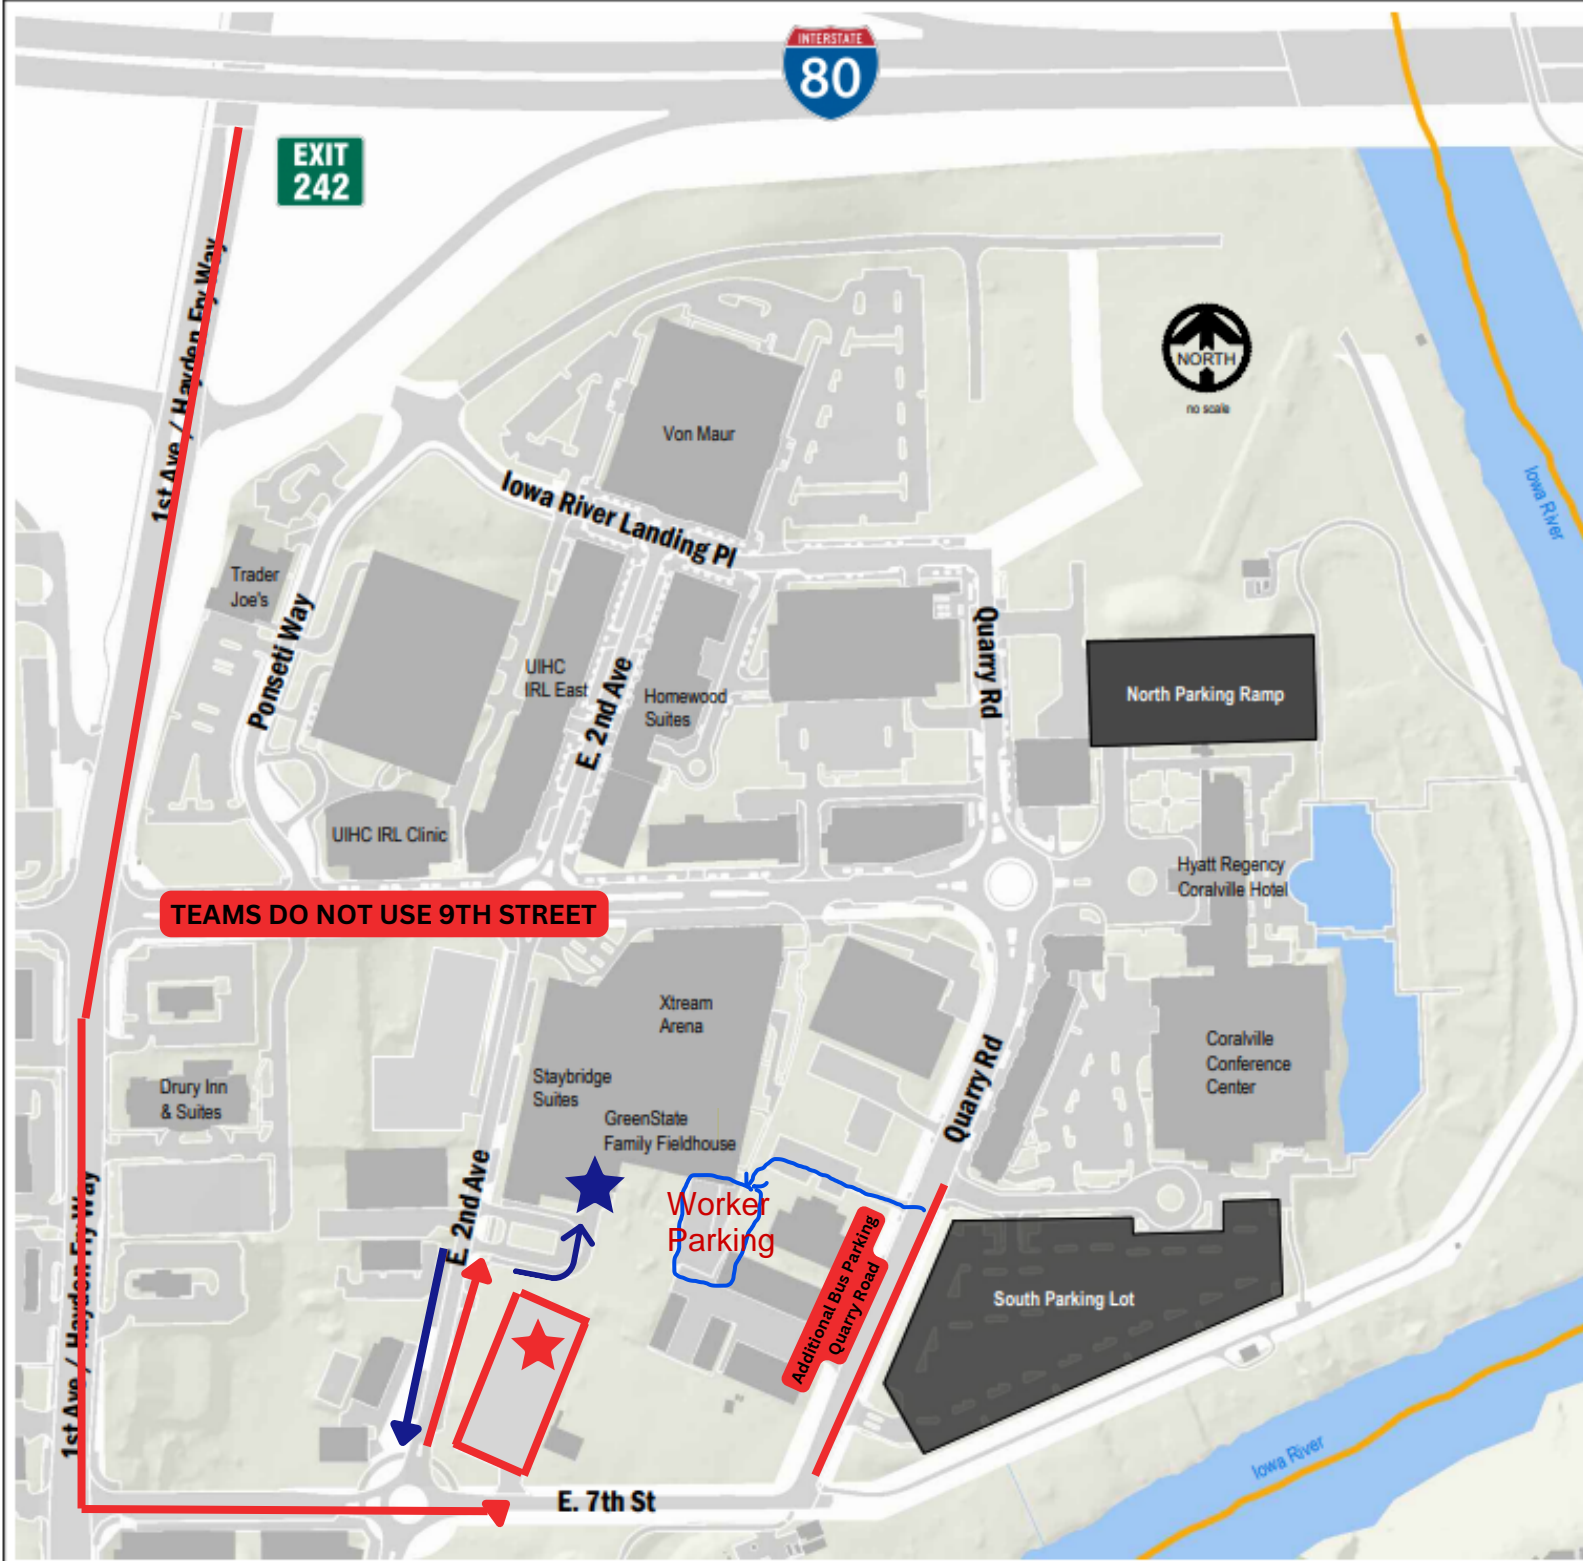 INTERSTATE
80
EXIT
242
1st Ave / Hayden Fry Way
NORTH
no scale
Von Maur
Iowa River Landing Pl
Iowa River
Trader
Joe's
Ponseti Way
UIHC
IRL East
E. 2nd Ave
Homewood
Suites
Quarry Rd
North Parking Ramp
UIHC IRL Clinic
Hyatt Regency
Coralville Hotel
TEAMS DO NOT USE 9TH STREET
Xtream
Arena
Coralville
Conference
Center
Drury Inn
& Suites
Staybridge
Suites
GreenState
Family Fieldhouse
Quarry Rd
E. 2nd Ave
Worker
Parking
Additional Bus Parking
Quarry Road
South Parking Lot
1st Ave / Hayden Fry Way
E. 7th St
Iowa River